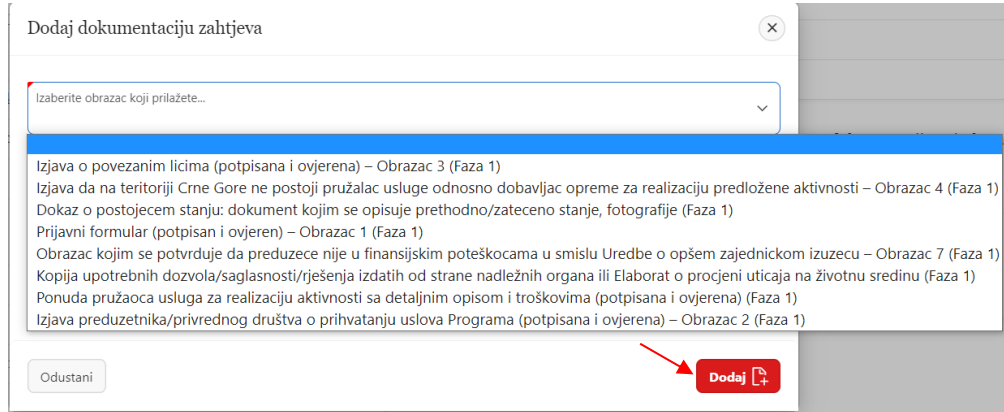 Dodaj dokumentaciju zahtjeva
Izaberite obrazac koji prilažete...
Izjava o povezanim licima (potpisana i ovjerena) – Obrazac 3 (Faza 1)
Izjava da na teritoriji Crne Gore ne postoji pružalac usluge odnosno dobavljac opreme za realizaciju predložene aktivnosti – Obrazac 4 (Faza 1)
Dokaz o postojecem stanju: dokument kojim se opisuje prethodno/zateceno stanje, fotografije (Faza 1)
Prijavni formular (potpisan i ovjeren) – Obrazac 1 (Faza 1)
Obrazac kojim se potvrduje da preduzece nije u finansijskim poteškocama u smislu Uredbe o opšem zajednickom izuzecu – Obrazac 7 (Faza 1)
Kopija upotrebnih dozvola/saglasnosti/rješenja izdatih od strane nadležnih organa ili Elaborat o procjeni uticaja na životnu sredinu (Faza 1)
Ponuda pružaoca usluga za realizaciju aktivnosti sa detaljnim opisom i troškovima (potpisana i ovjerena) (Faza 1)
Izjava preduzetnika/privrednog društva o prihvatanju uslova Programa (potpisana i ovjerena) – Obrazac 2 (Faza 1)
Odustani
Dodaj